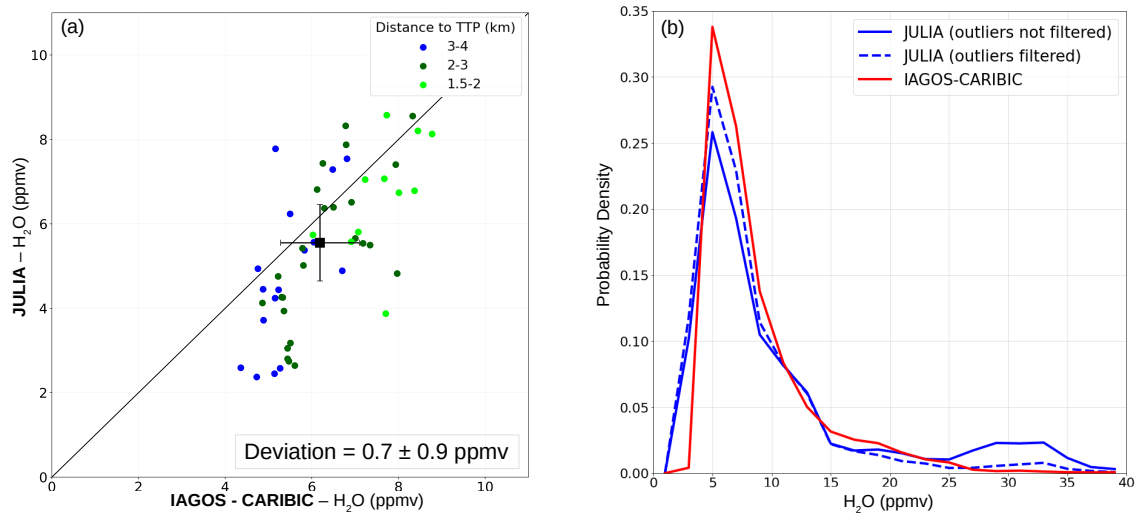 (a)
Distance to TTP (km)
3-4
2-3
1.5-2
10
8
6
4
2
0
JULIA – H₂O (ppmv)
Deviation = 0.7 ± 0.9 ppmv
0 2 4 6 8 10
IAGOS - CARIBIC – H₂O (ppmv)
(b)
JULIA (outliers not filtered)
JULIA (outliers filtered)
IAGOS-CARIBIC
0.35
0.30
0.25
0.20
0.15
0.10
0.05
0.00
Probability Density
0 5 10 15 20 25 30 35 40
H₂O (ppmv)